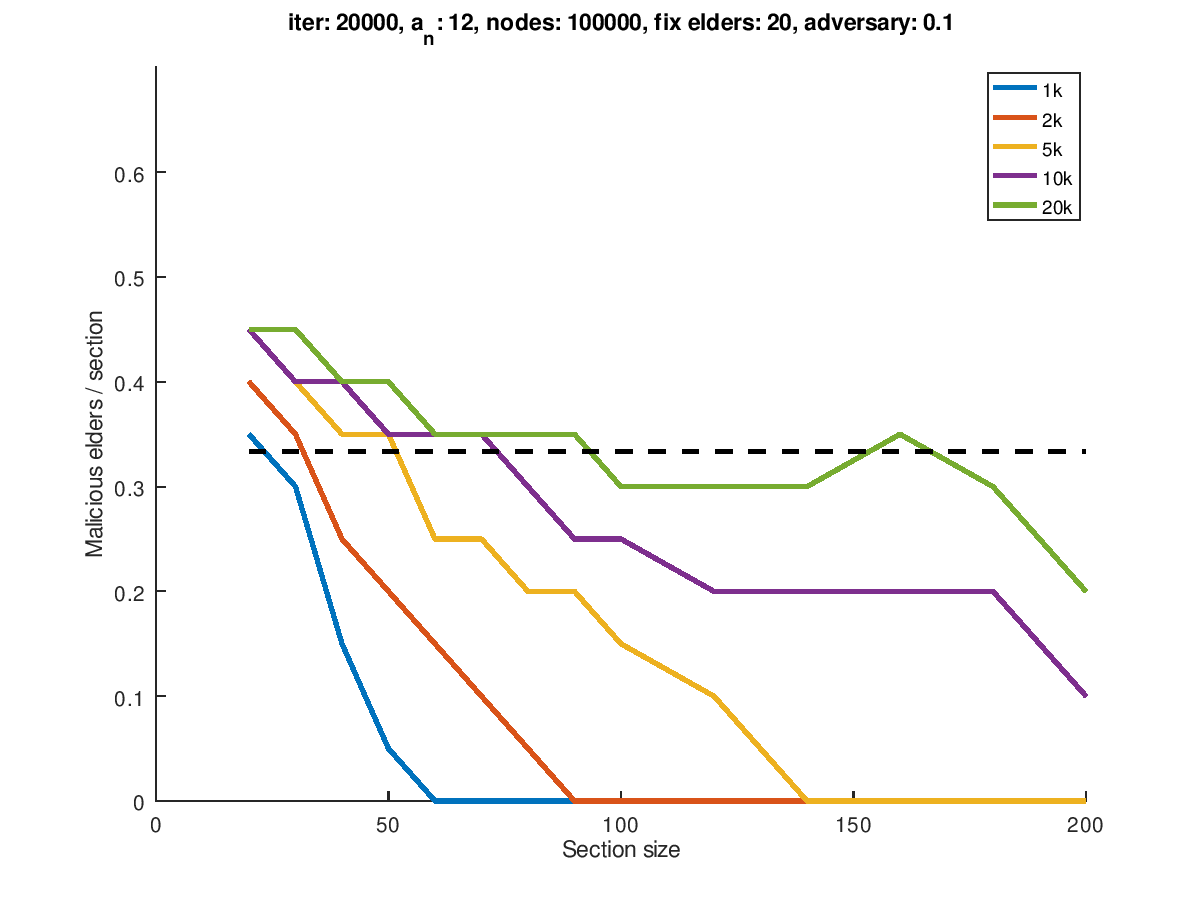 iter: 20000, a_n: 12, nodes: 100000, fix elders: 20, adversary: 0.1
1k
2k
5k
10k
20k
0.6
0.5
0.4
0.3
0.2
0.1
0
Malicious elders / section
0 50 100 150 200
Section size